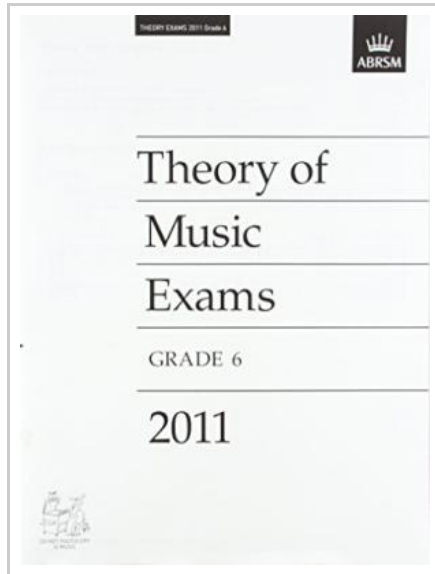 THEORY EXAMS 2011 Grade 6
ABRSM
Theory of
Music
Exams
GRADE 6
2011